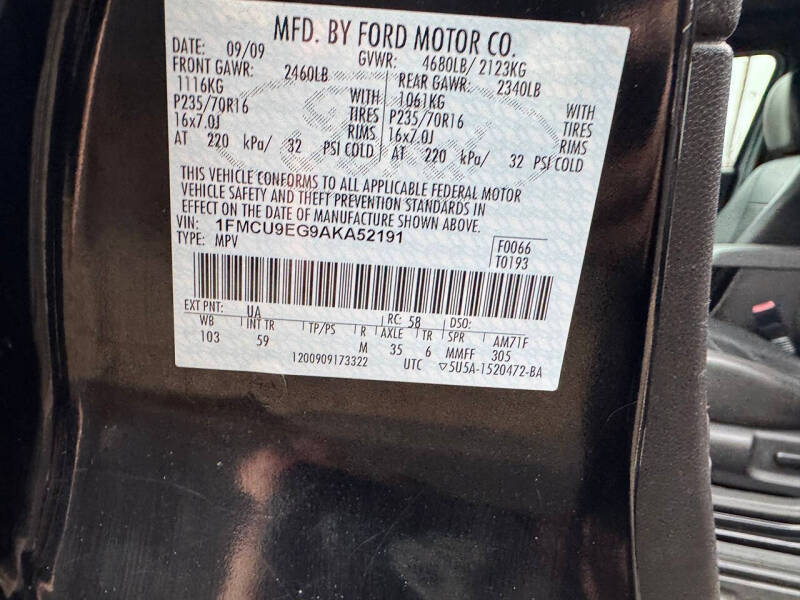 MFD. BY FORD MOTOR CO.
DATE: 09/09 GVWR: 4680LB/2123KG
FRONT GAWR: 2460LB REAR GAWR: 2340LB
1116KG WITH 1061KG WITH
P235/70R16 TIRES P235/70R16 TIRES
16x7.0J RIMS 16x7.0J RIMS
AT 220 kPa/ 32 PSI COLD AT 220 kPa/ 32 PSI COLD
THIS VEHICLE CONFORMS TO ALL APPLICABLE FEDERAL MOTOR
VEHICLE SAFETY AND THEFT PREVENTION STANDARDS IN
EFFECT ON THE DATE OF MANUFACTURE SHOWN ABOVE.
VIN: 1FMCU9EG9AKA52191
TYPE: MPV F0066
T0193
EXT PNT: UA RC: 58 DSO:
WB INT TR TP/PS R AXLE TR SPR AM71F
103 59 M 35 6 MMFF 305
1200909173322 UTC ▽5U5A-1520472-BA